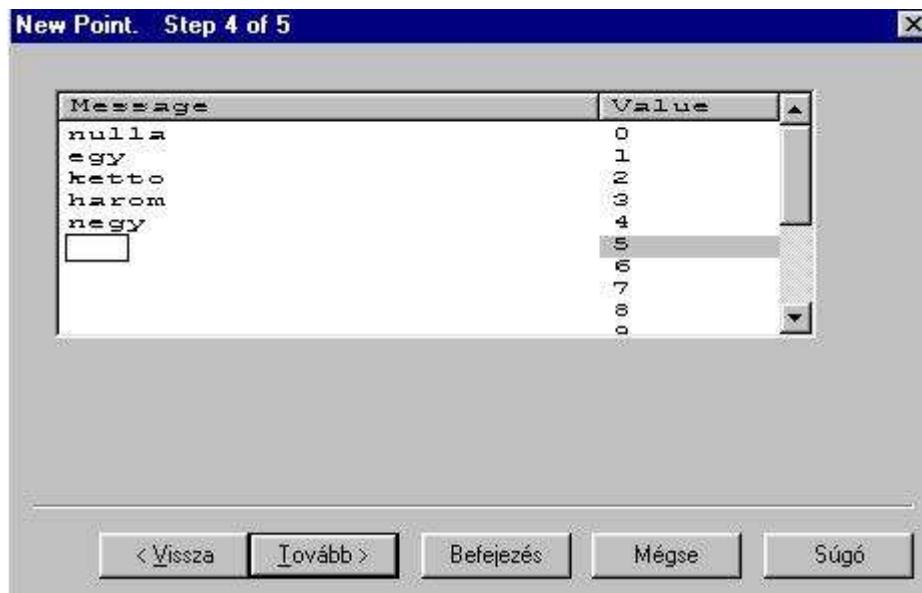 New Point. Step 4 of 5
Message Value
nulla 0
egy 1
ketto 2
harom 3
negy 4
5
6
7
8
9
< Vissza Tovább > Befejezés Mégse Súgó